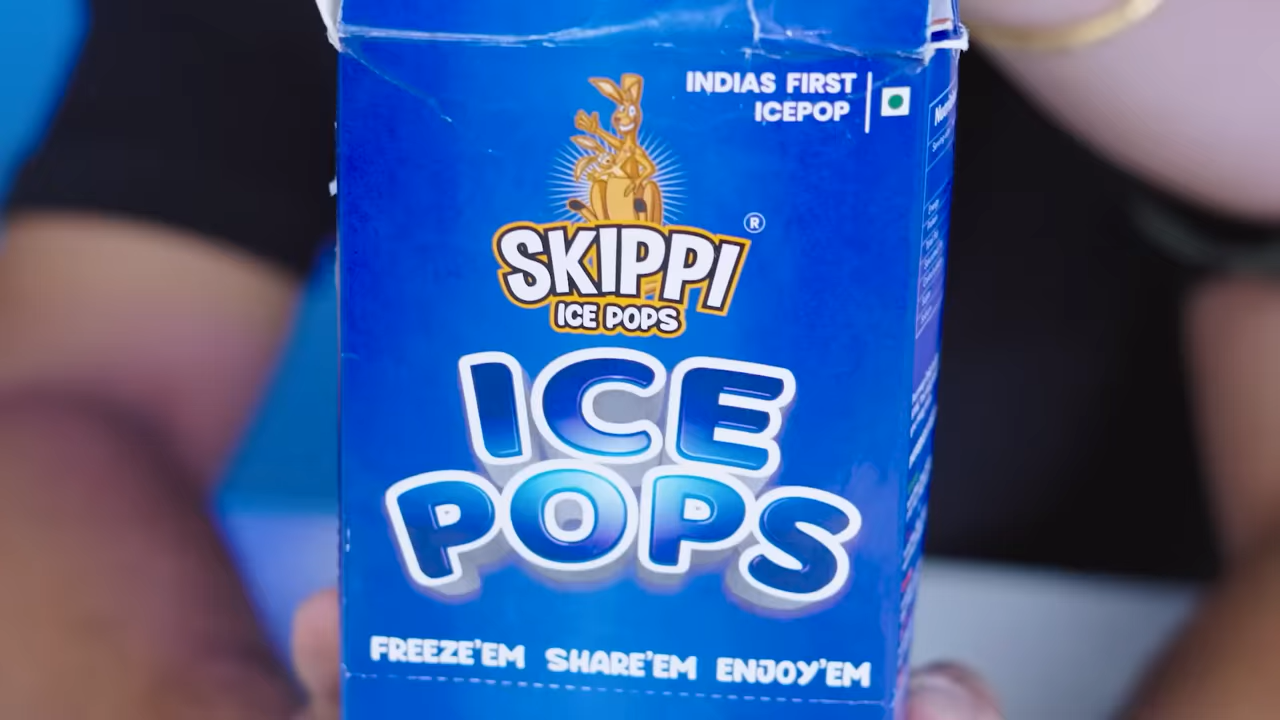 INDIAS FIRST
ICEPOP
SKIPPI
®
ICE POPS
ICE
POPS
FREEZE'EM SHARE'EM ENJOY'EM